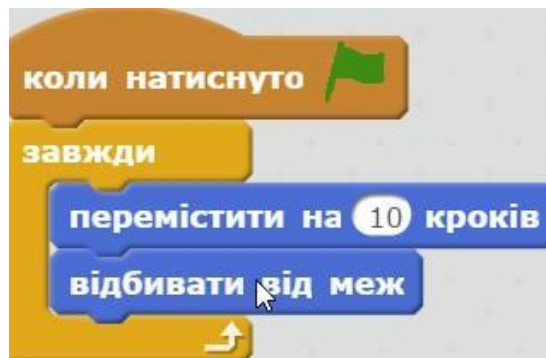 коли натиснуто
завжди
перемістити на 10 кроків
відбивати від меж